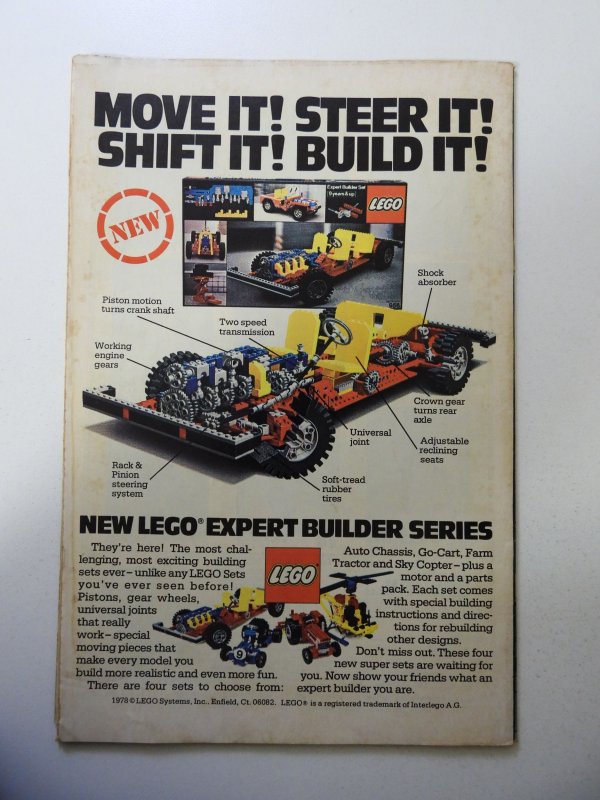 MOVE IT! STEER IT!
SHIFT IT! BUILD IT!
NEW
Expert Builder Set
9 years & up
LEGO
956
Shock
absorber
Piston motion
turns crank shaft
Two speed
transmission
Working
engine
gears
Crown gear
turns rear
axle
Universal
joint
Adjustable
reclining
seats
Rack &
Pinion
steering
system
Soft-tread
rubber
tires
NEW LEGO® EXPERT BUILDER SERIES
They're here! The most chal-
lenging, most exciting building
sets ever – unlike any LEGO Sets
you've ever seen before!
Pistons, gear wheels,
universal joints
that really
work – special
moving pieces that
make every model you
build more realistic and even more fun.
There are four sets to choose from:
LEGO
9
Auto Chassis, Go-Cart, Farm
Tractor and Sky Copter – plus a
motor and a parts
pack. Each set comes
with special building
instructions and direc-
tions for rebuilding
other designs.
Don't miss out. These four
new super sets are waiting for
you. Now show your friends what an
expert builder you are.
1978 © LEGO Systems, Inc., Enfield, Ct. 06082. LEGO® is a registered trademark of Interlego A.G.